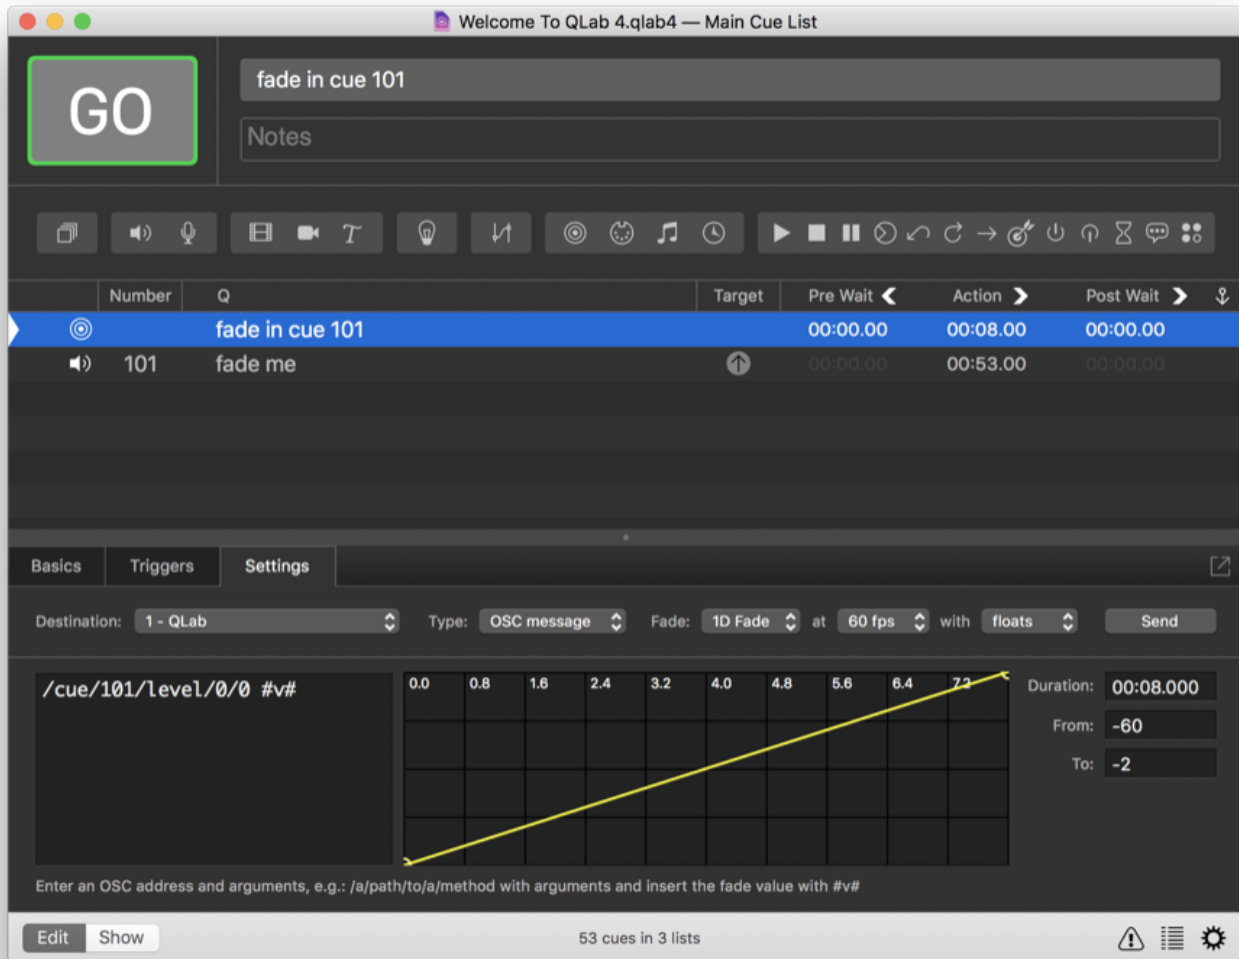 Welcome To QLab 4.qlab4 — Main Cue List
GO
fade in cue 101
Notes
Number Q Target Pre Wait Action Post Wait
fade in cue 101 00:00.00 00:08.00 00:00.00
101 fade me 00:00.00 00:53.00 00:00.00
Basics Triggers Settings
Destination: 1 - QLab Type: OSC message Fade: 1D Fade at 60 fps with floats Send
/cue/101/level/0/0 #v#
0.0 0.8 1.6 2.4 3.2 4.0 4.8 5.6 6.4 7.2
Duration: 00:08.000
From: -60
To: -2
Enter an OSC address and arguments, e.g.: /a/path/to/a/method with arguments and insert the fade value with #v#
Edit Show 53 cues in 3 lists